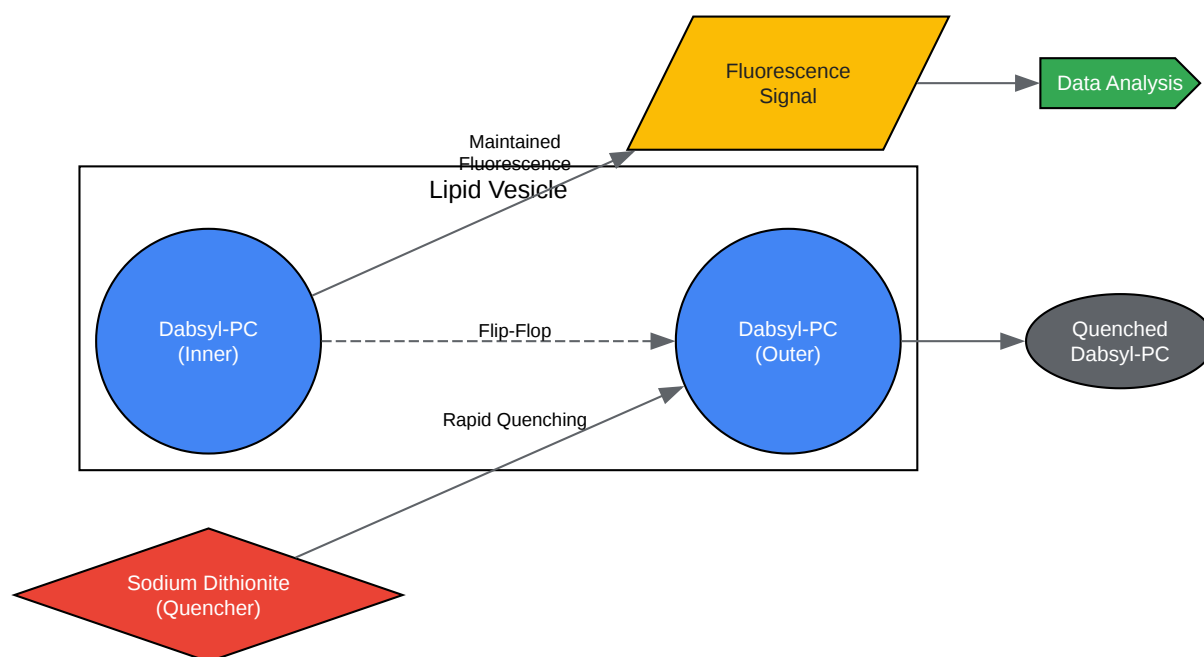 Fluorescence
Signal
Data Analysis
Maintained
Fluorescence
Lipid Vesicle
Dabsyl-PC
(Inner)
Flip-Flop
Dabsyl-PC
(Outer)
Quenched
Dabsyl-PC
Rapid Quenching
Sodium Dithionite
(Quencher)